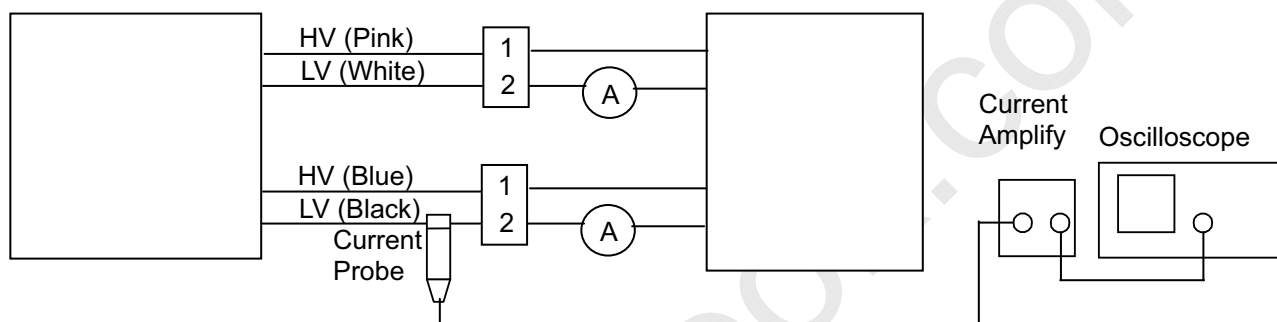 HV (Pink)
LV (White)
1
2
A
HV (Blue)
LV (Black)
1
2
A
Current
Probe
Current
Amplify
Oscilloscope